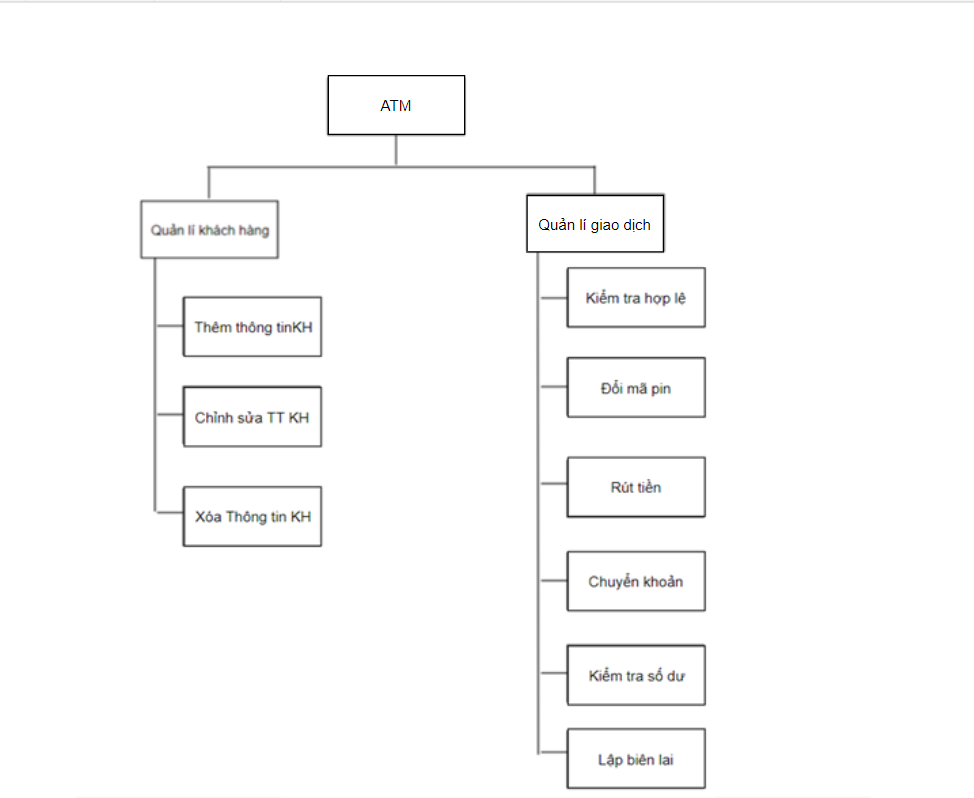 ATM
Quản lí khách hàng
Thêm thông tinKH
Chỉnh sửa TT KH
Xóa Thông tin KH
Quản lí giao dịch
Kiểm tra hợp lệ
Đổi mã pin
Rút tiền
Chuyển khoản
Kiểm tra số dư
Lập biên lai